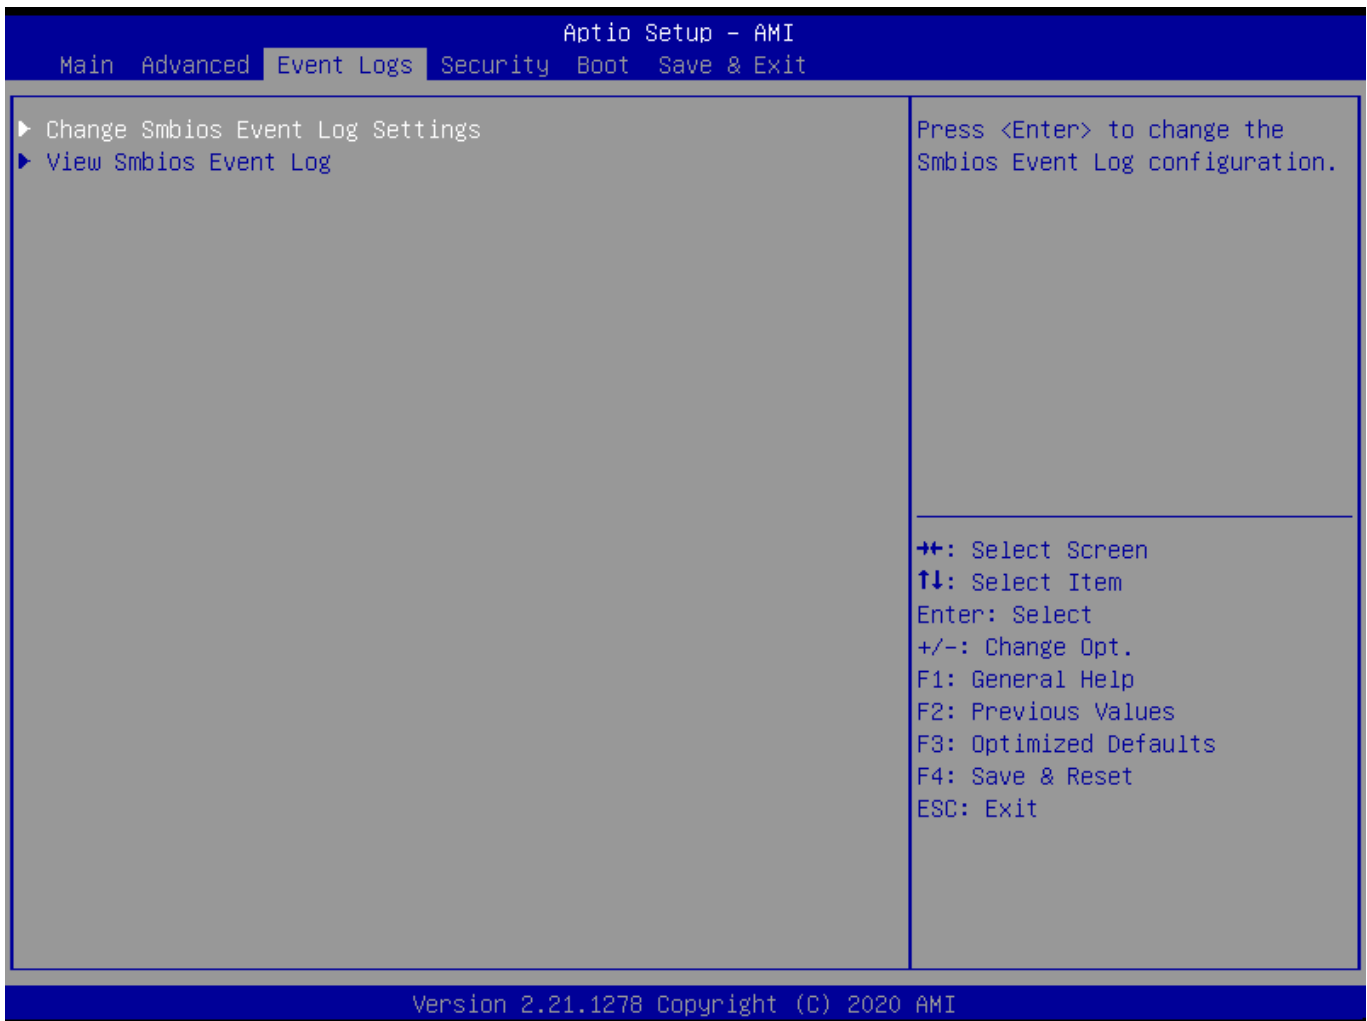 Aptio Setup – AMI
Main Advanced Event Logs Security Boot Save & Exit
▶ Change Smbios Event Log Settings
▶ View Smbios Event Log
Press <Enter> to change the
Smbios Event Log configuration.
→←: Select Screen
↑↓: Select Item
Enter: Select
+/-: Change Opt.
F1: General Help
F2: Previous Values
F3: Optimized Defaults
F4: Save & Reset
ESC: Exit
Version 2.21.1278 Copyright (C) 2020 AMI